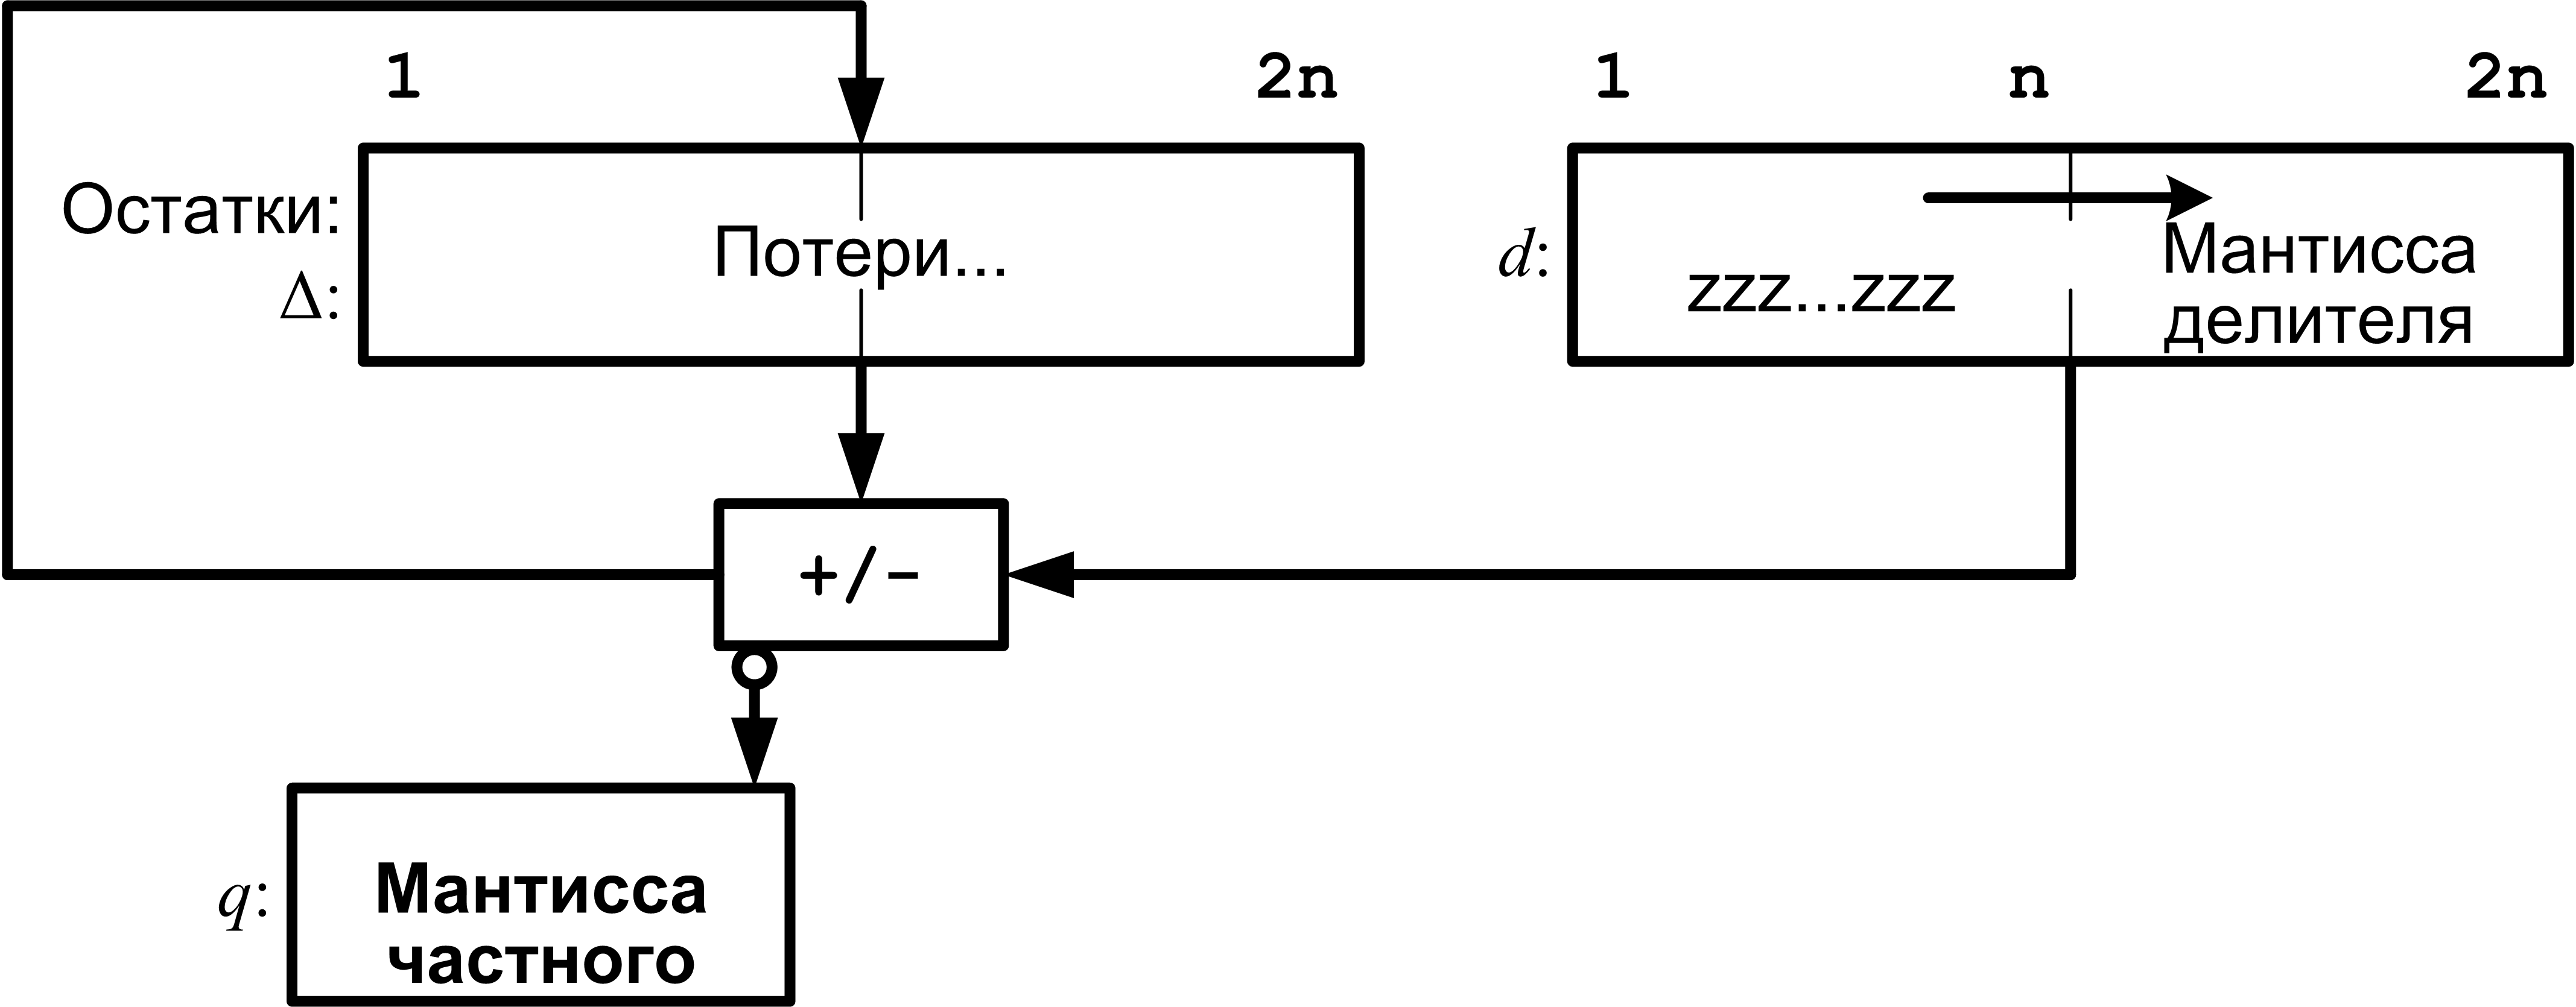 1 2n 1 n 2n
Остатки:
Δ:
Потери...
d:
zzz...zzz
Мантисса
делителя
+/-
q:
Мантисса
частного